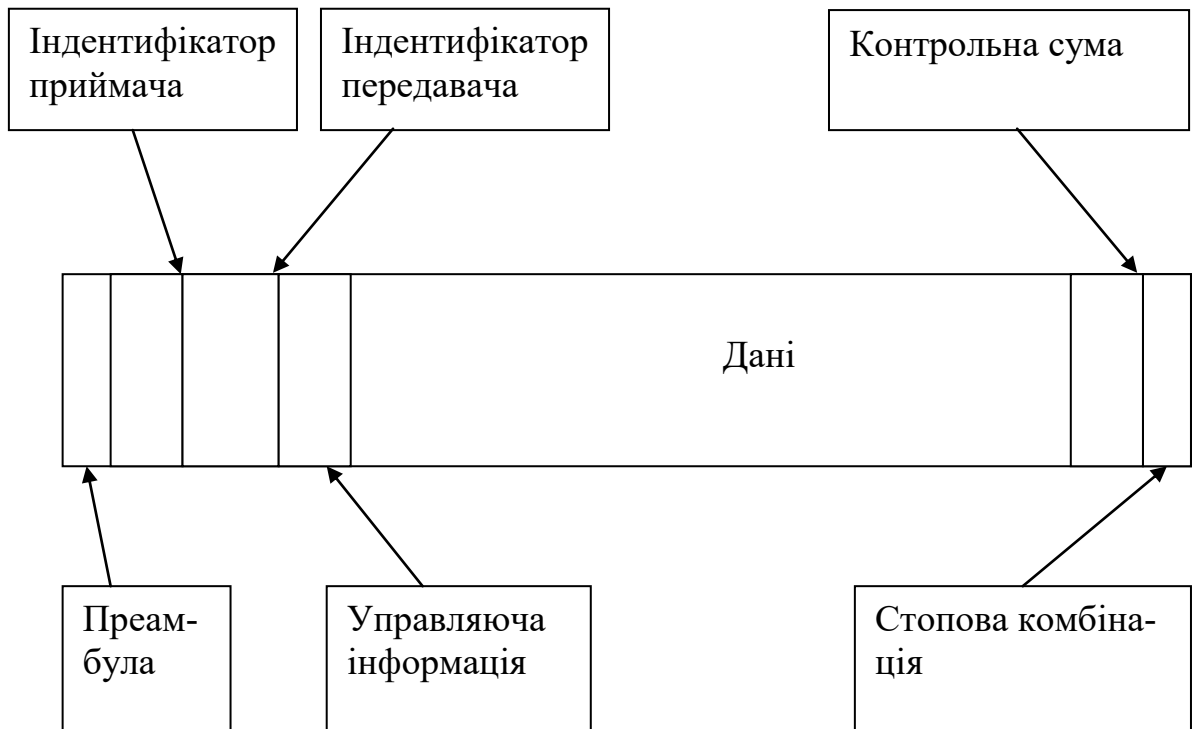 Індентифікатор
приймача
Індентифікатор
передавача
Контрольна сума
Дані
Преам-
була
Управляюча
інформація
Стопова комбіна-
ція